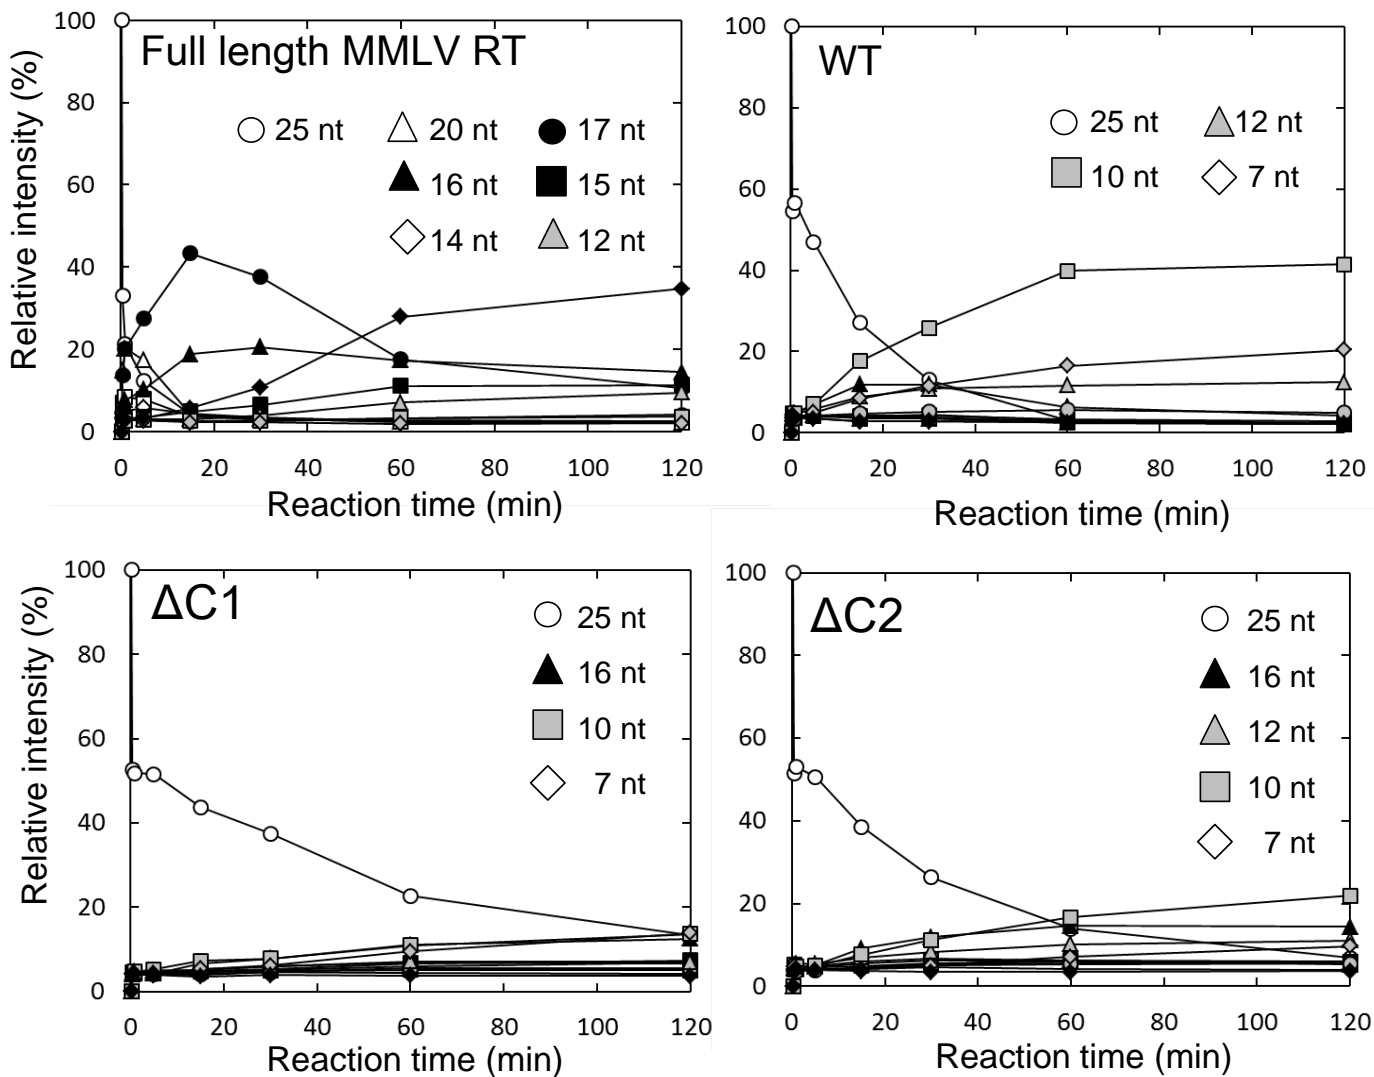 Full length MMLV RT
Relative intensity (%)
100
80
60
40
20
0
25 nt 20 nt 17 nt
16 nt 15 nt
14 nt 12 nt
0 20 40 60 80 100 120
Reaction time (min)
WT
100
80
60
40
20
0
25 nt 12 nt
10 nt 7 nt
0 20 40 60 80 100 120
Reaction time (min)
ΔC1
Relative intensity (%)
100
80
60
40
20
0
25 nt
16 nt
10 nt
7 nt
0 20 40 60 80 100 120
Reaction time (min)
ΔC2
100
80
60
40
20
0
25 nt
16 nt
12 nt
10 nt
7 nt
0 20 40 60 80 100 120
Reaction time (min)